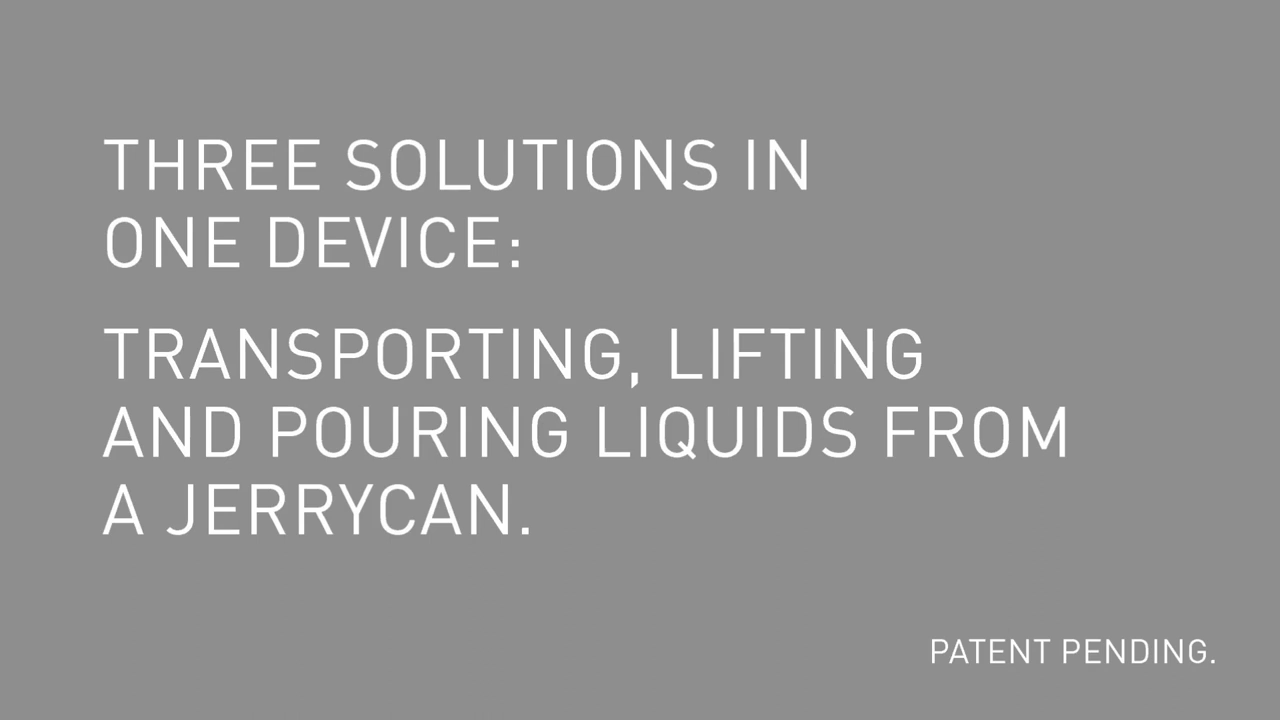 THREE SOLUTIONS IN
ONE DEVICE:
TRANSPORTING, LIFTING
AND POURING LIQUIDS FROM
A JERRYCAN.
PATENT PENDING.